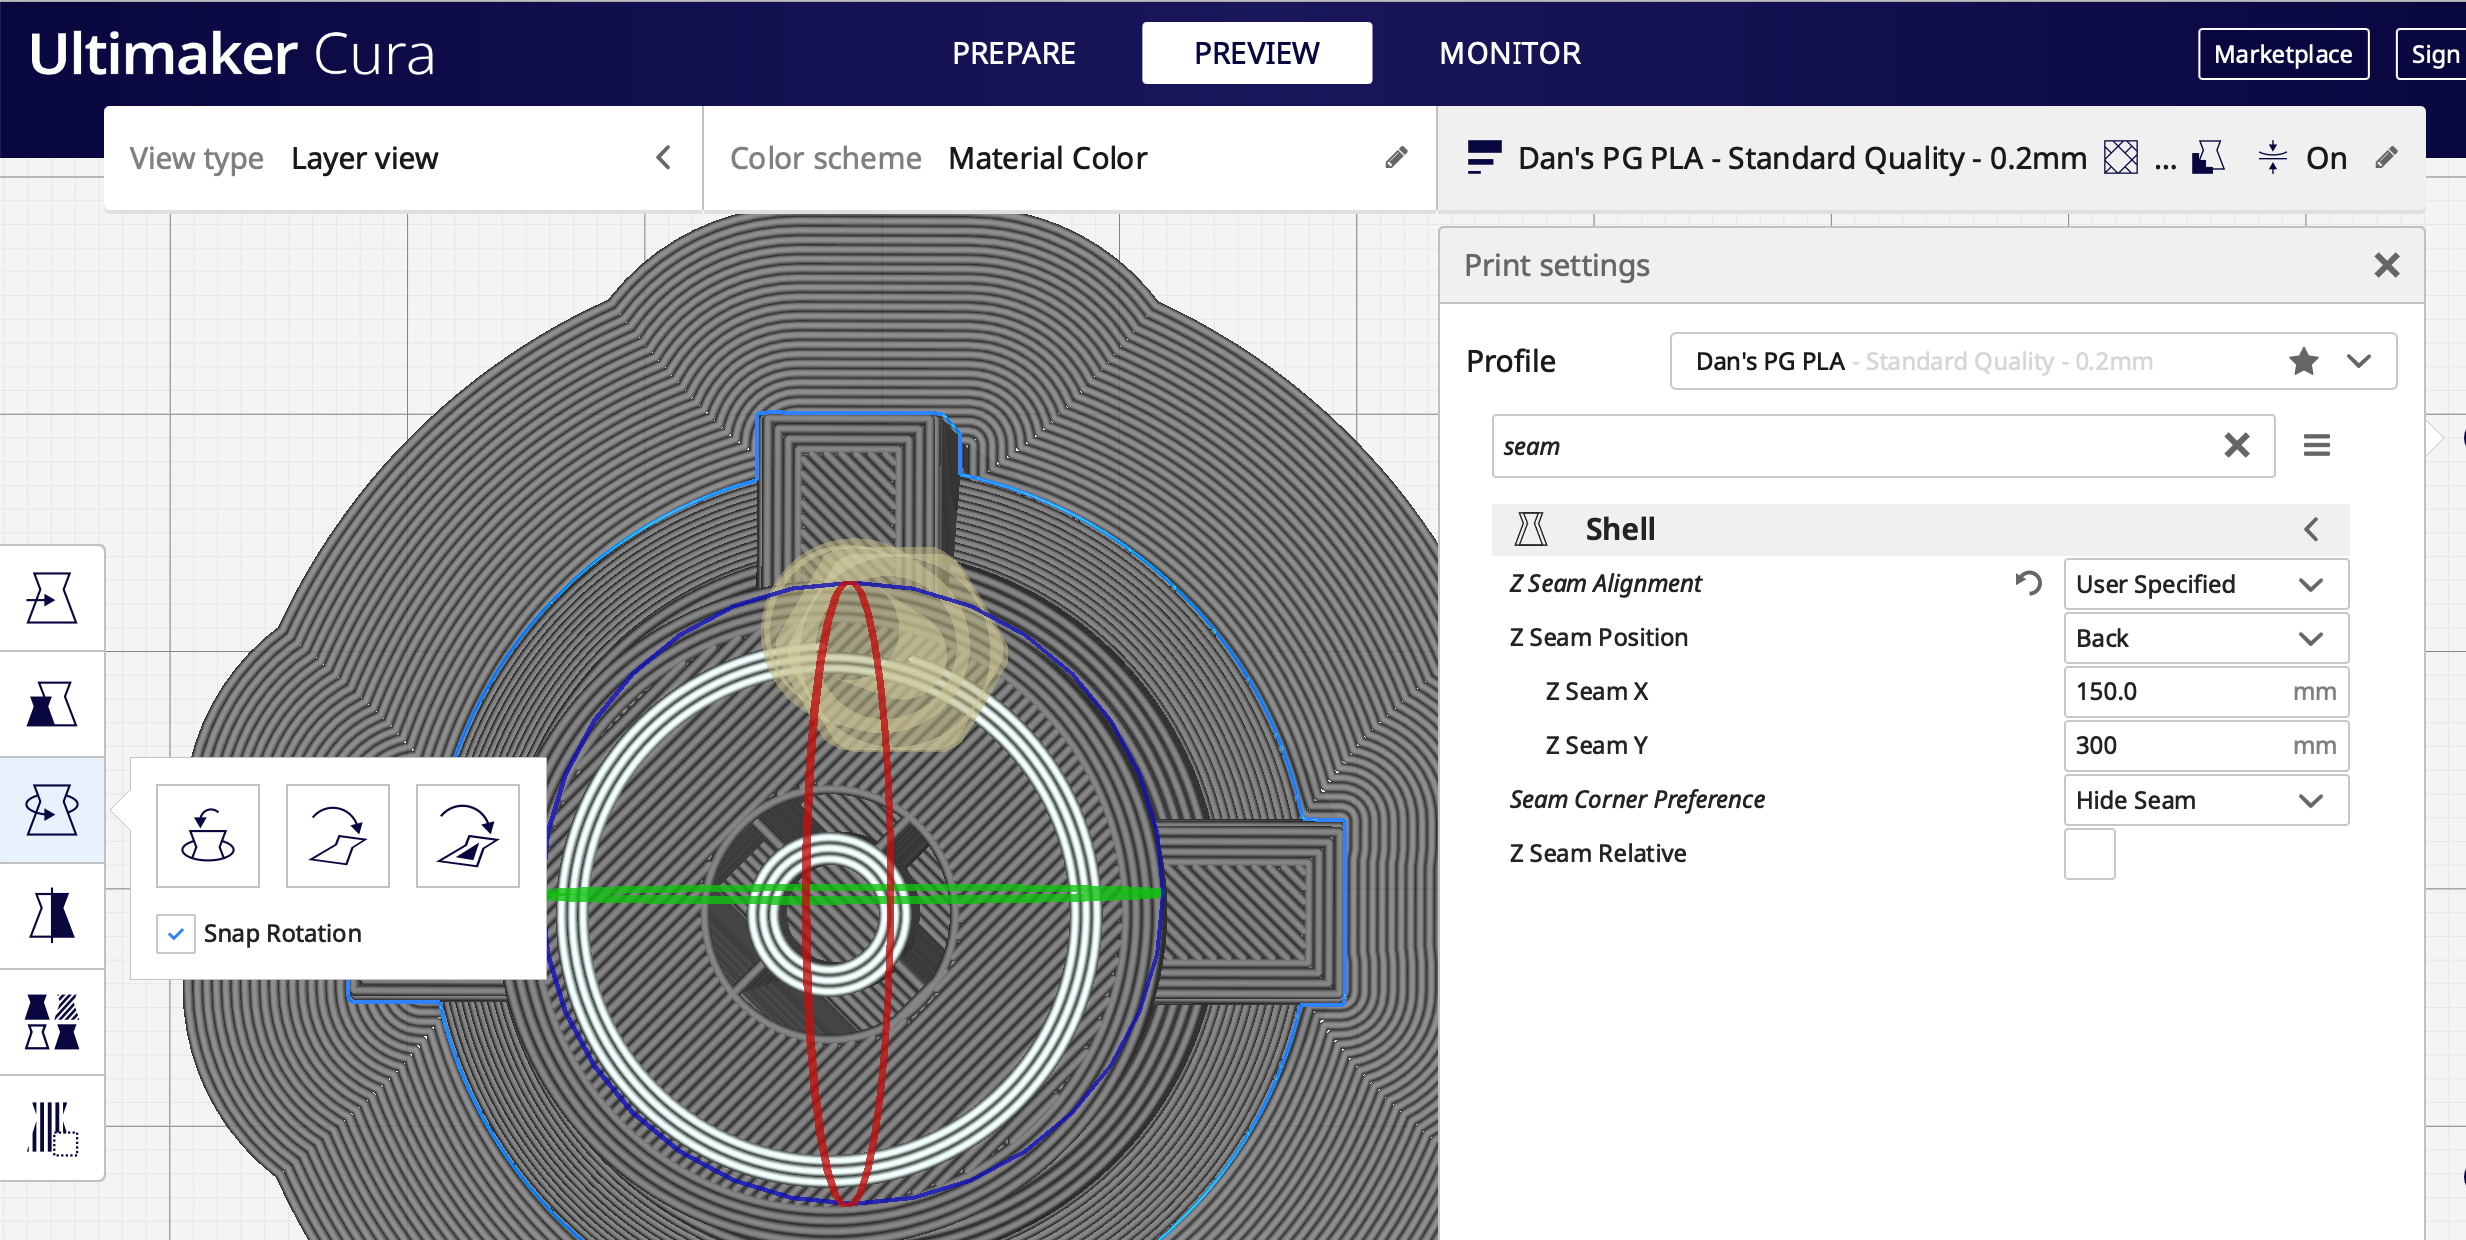 Ultimaker Cura
PREPARE
PREVIEW
MONITOR
Marketplace
Sign
View type Layer view
Color scheme Material Color
Dan's PG PLA - Standard Quality - 0.2mm ... On
Print settings
Profile
Dan's PG PLA - Standard Quality - 0.2mm
seam
Shell
Z Seam Alignment User Specified
Z Seam Position Back
Z Seam X 150.0 mm
Z Seam Y 300 mm
Seam Corner Preference Hide Seam
Z Seam Relative
Snap Rotation